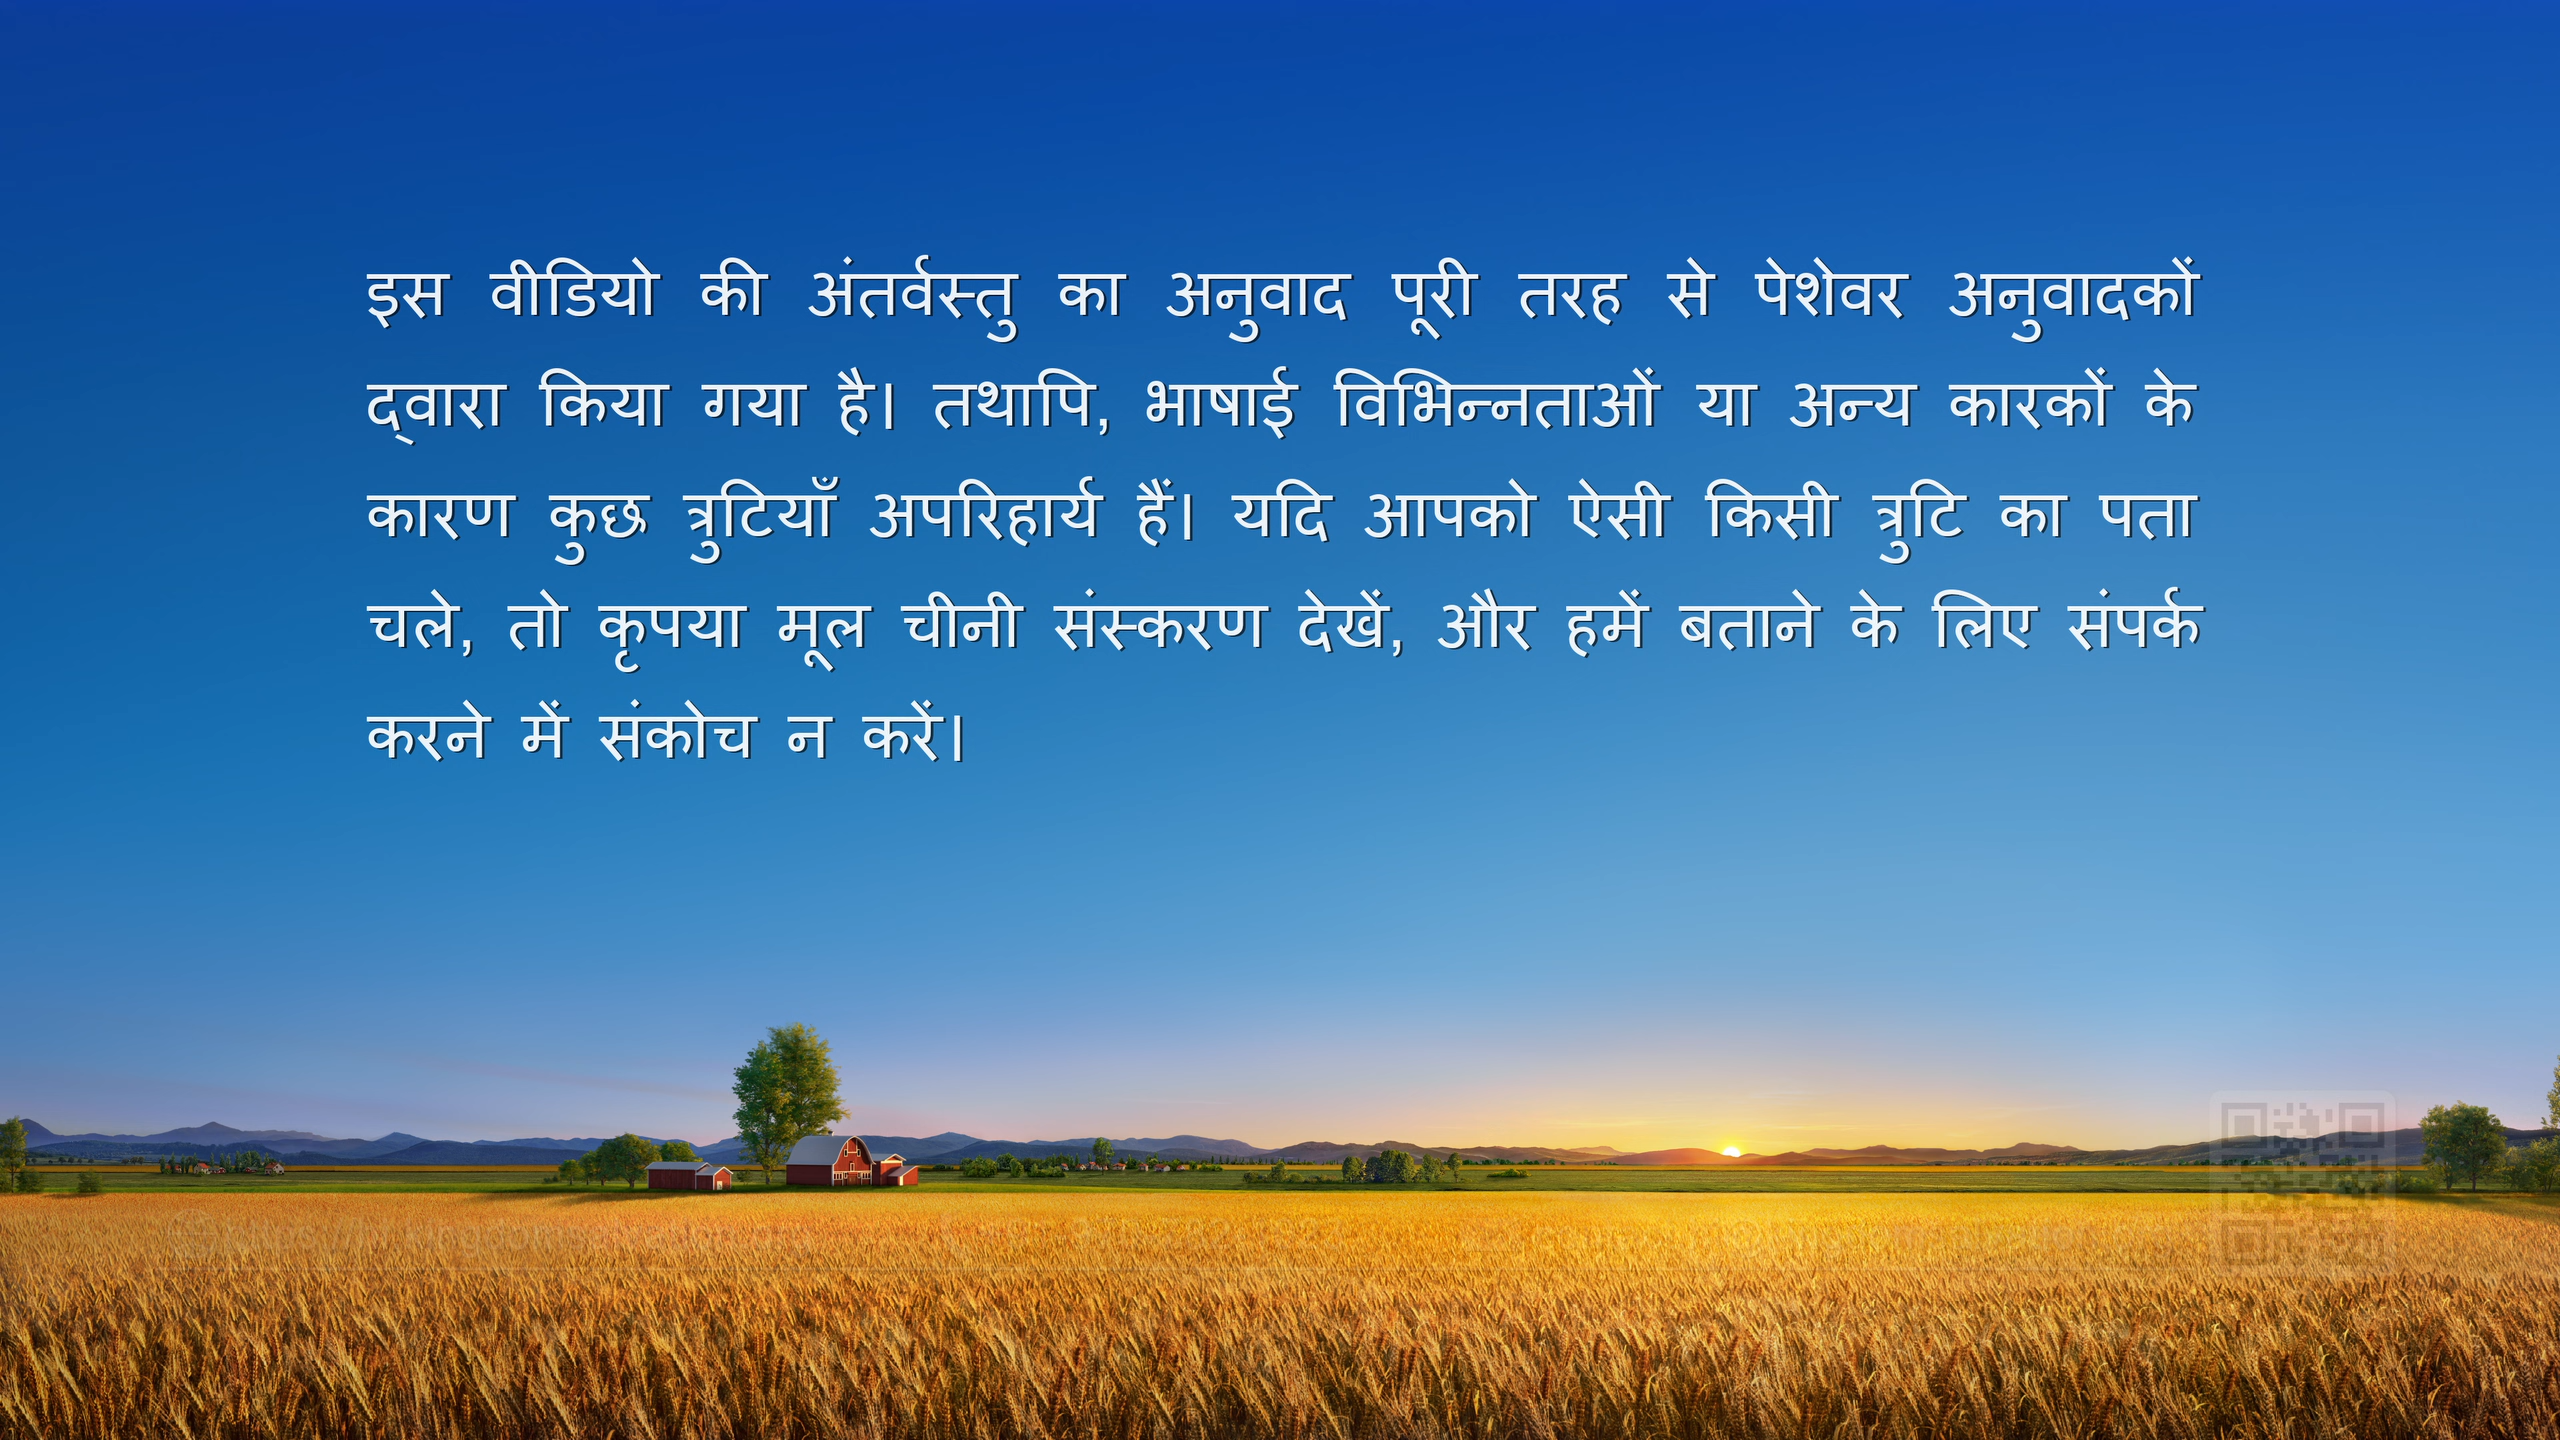 इस वीडियो की अंतर्वस्तु का अनुवाद पूरी तरह से पेशेवर अनुवादकों
द्वारा किया गया है। तथापि, भाषाई विभिन्नताओं या अन्य कारकों के
कारण कुछ त्रुटियाँ अपरिहार्य हैं। यदि आपको ऐसी किसी त्रुटि का पता
चले, तो कृपया मूल चीनी संस्करण देखें, और हमें बताने के लिए संपर्क
करने में संकोच न करें।